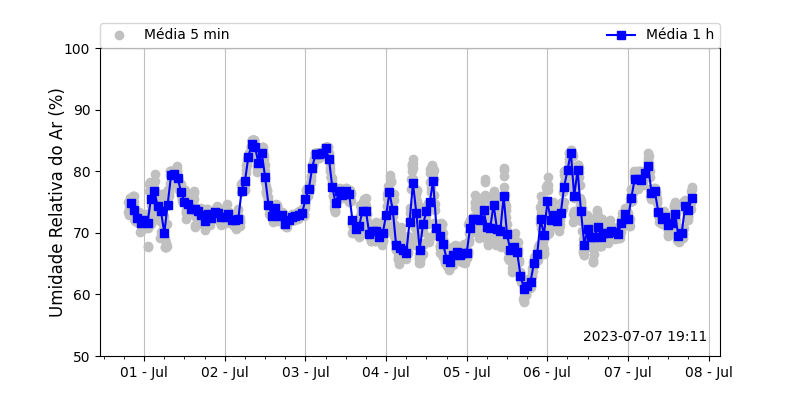 Média 5 min Média 1 h
Umidade Relativa do Ar (%)
100
90
80
70
60
50
2023-07-07 19:11
01 - Jul 02 - Jul 03 - Jul 04 - Jul 05 - Jul 06 - Jul 07 - Jul 08 - Jul